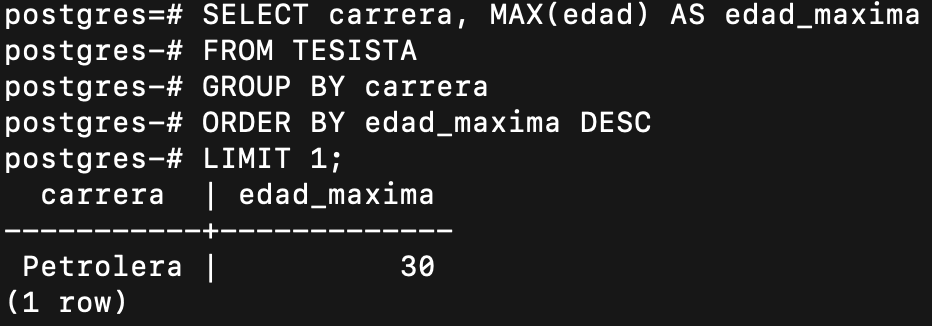 postgres=# SELECT carrera, MAX(edad) AS edad_maxima
postgres-# FROM TESISTA
postgres-# GROUP BY carrera
postgres-# ORDER BY edad_maxima DESC
postgres-# LIMIT 1;
  carrera  | edad_maxima
-----------+-------------
 Petrolera |          30
(1 row)